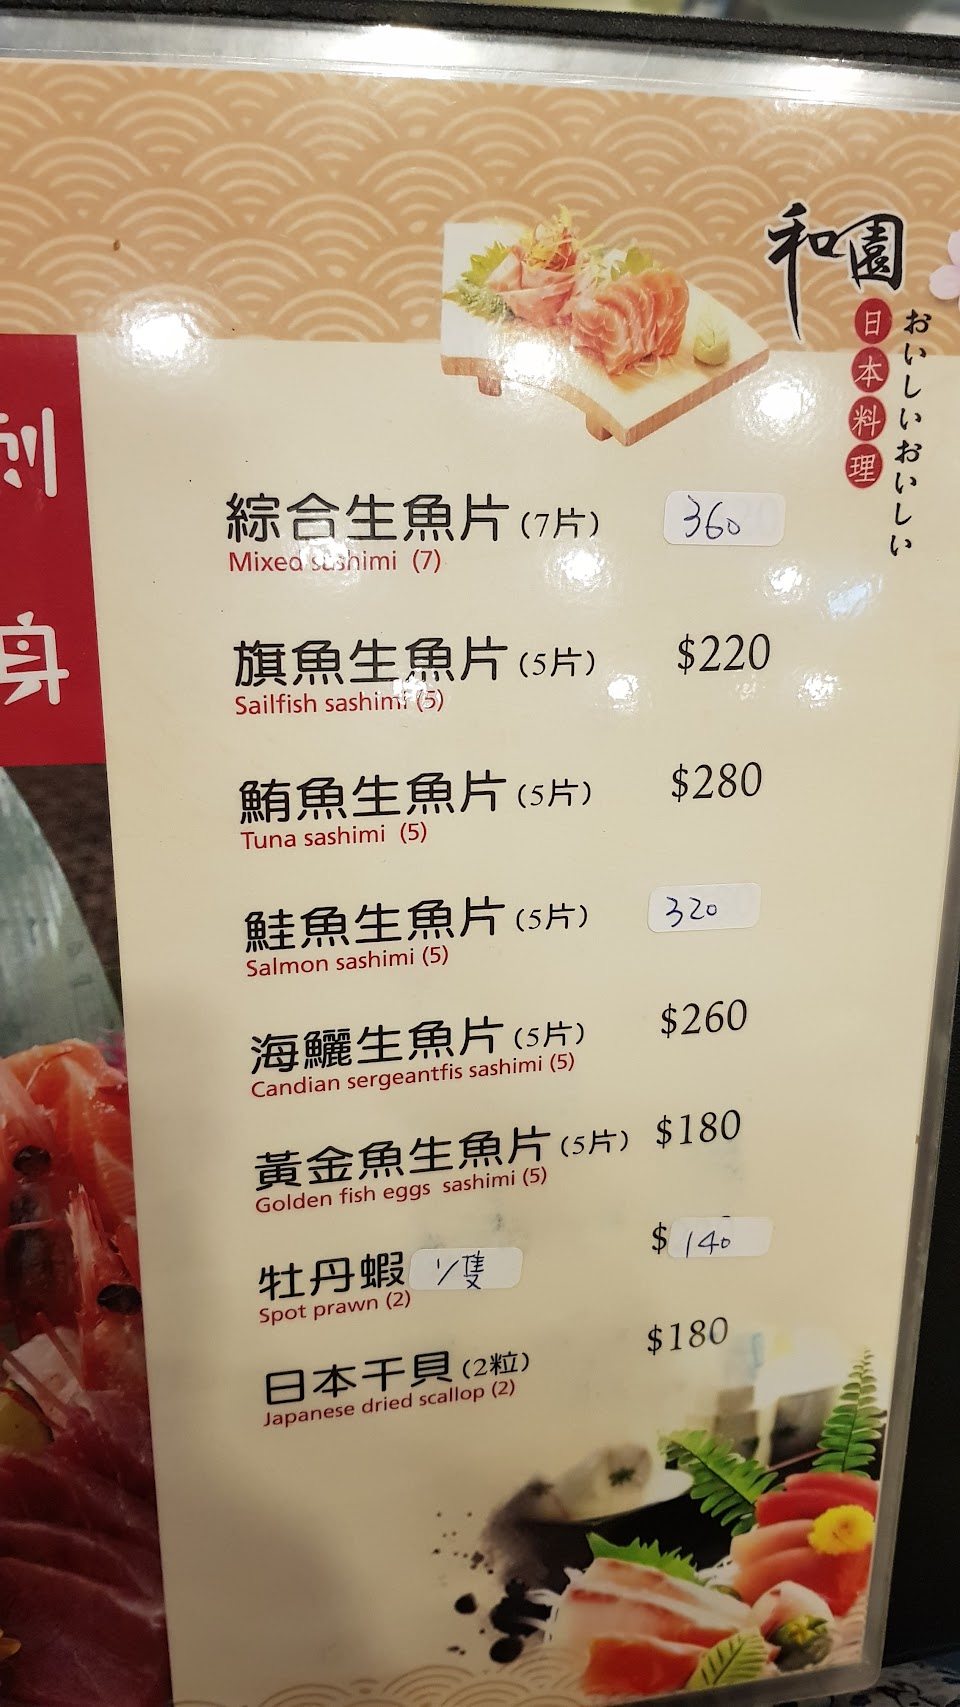 和園
日本料理
おいしいおいしい
刺身
綜合生魚片(7片) 360
Mixed sashimi (7)
旗魚生魚片(5片) $220
Sailfish sashimi (5)
鮪魚生魚片(5片) $280
Tuna sashimi (5)
鮭魚生魚片(5片) 320
Salmon sashimi (5)
海鱺生魚片(5片) $260
Candian sergeantfis sashimi (5)
黃金魚生魚片(5片) $180
Golden fish eggs sashimi (5)
牡丹蝦 1/隻 $140
Spot prawn (2)
日本干貝(2粒) $180
Japanese dried scallop (2)